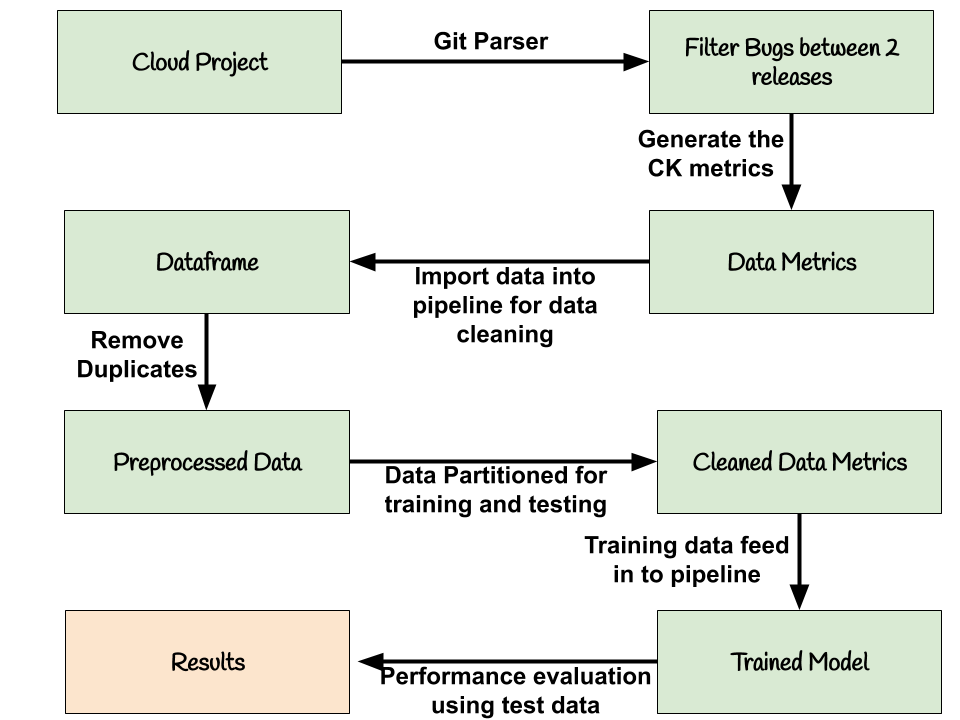 Cloud Project
Git Parser
Filter Bugs between 2
releases
Generate the
CK metrics
Data Metrics
Import data into
pipeline for data
cleaning
Dataframe
Remove
Duplicates
Preprocessed Data
Data Partitioned for
training and testing
Cleaned Data Metrics
Training data feed
in to pipeline
Trained Model
Performance evaluation
using test data
Results